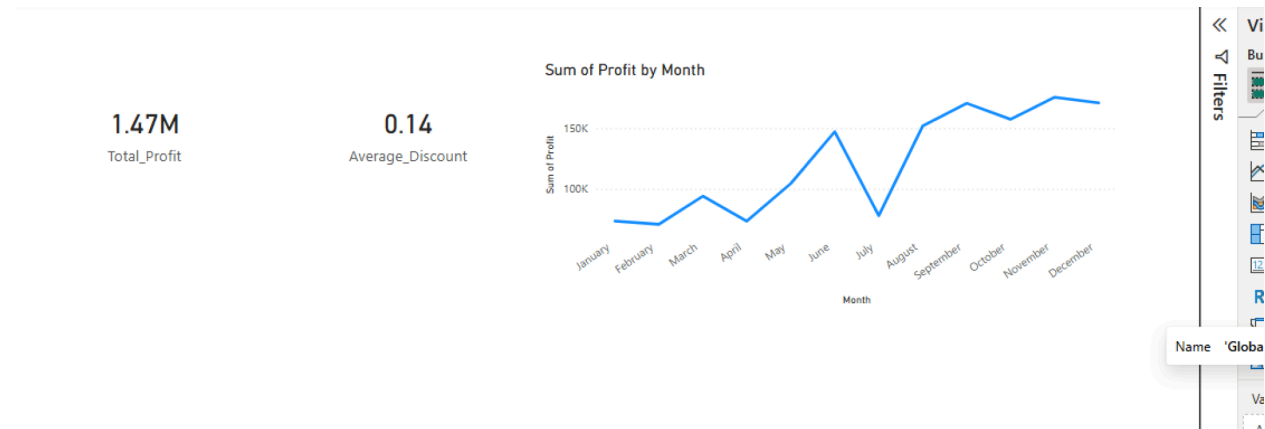 1.47M
Total_Profit
0.14
Average_Discount
Sum of Profit by Month
Sum of Profit
150K
100K
January
February
March
April
May
June
July
August
September
October
November
December
Month
Filters
Vi
Bu
12
R
Name 'Globa
Va